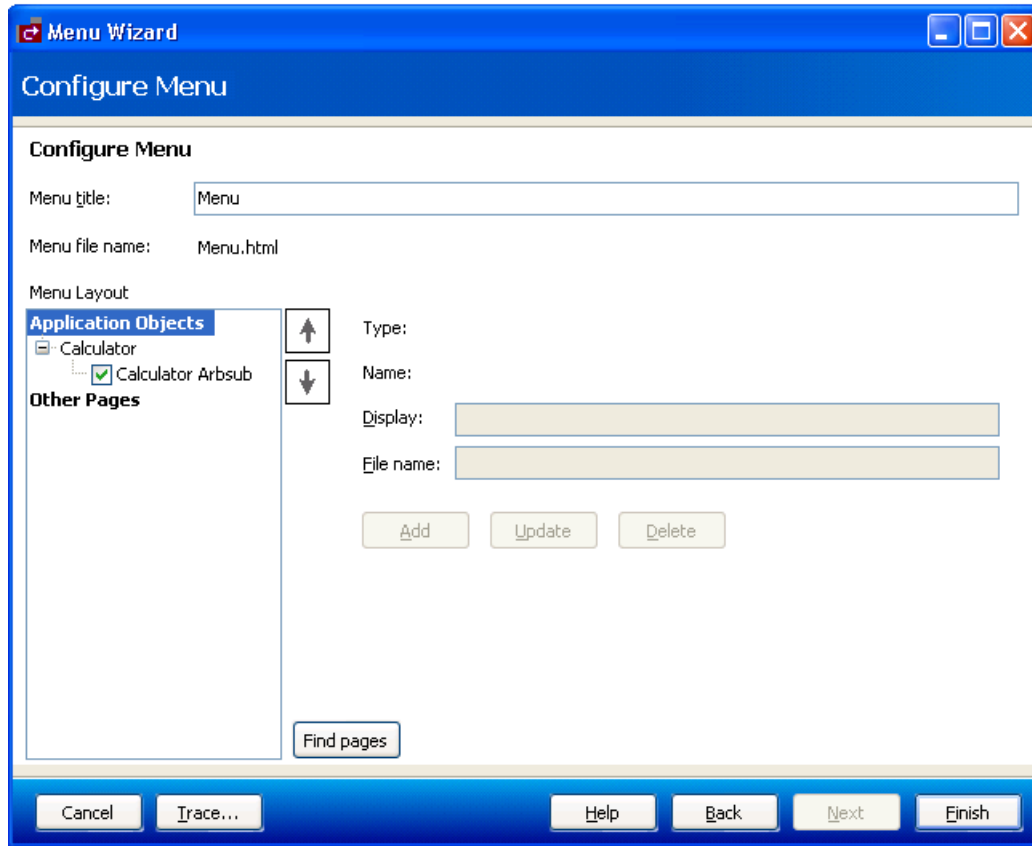 Menu Wizard
Configure Menu
Configure Menu
Menu title: Menu
Menu file name: Menu.html
Menu Layout
Application Objects
Calculator
Calculator Arbsub
Other Pages
Type:
Name:
Display:
File name:
Add Update Delete
Find pages
Cancel Trace... Help Back Next Finish